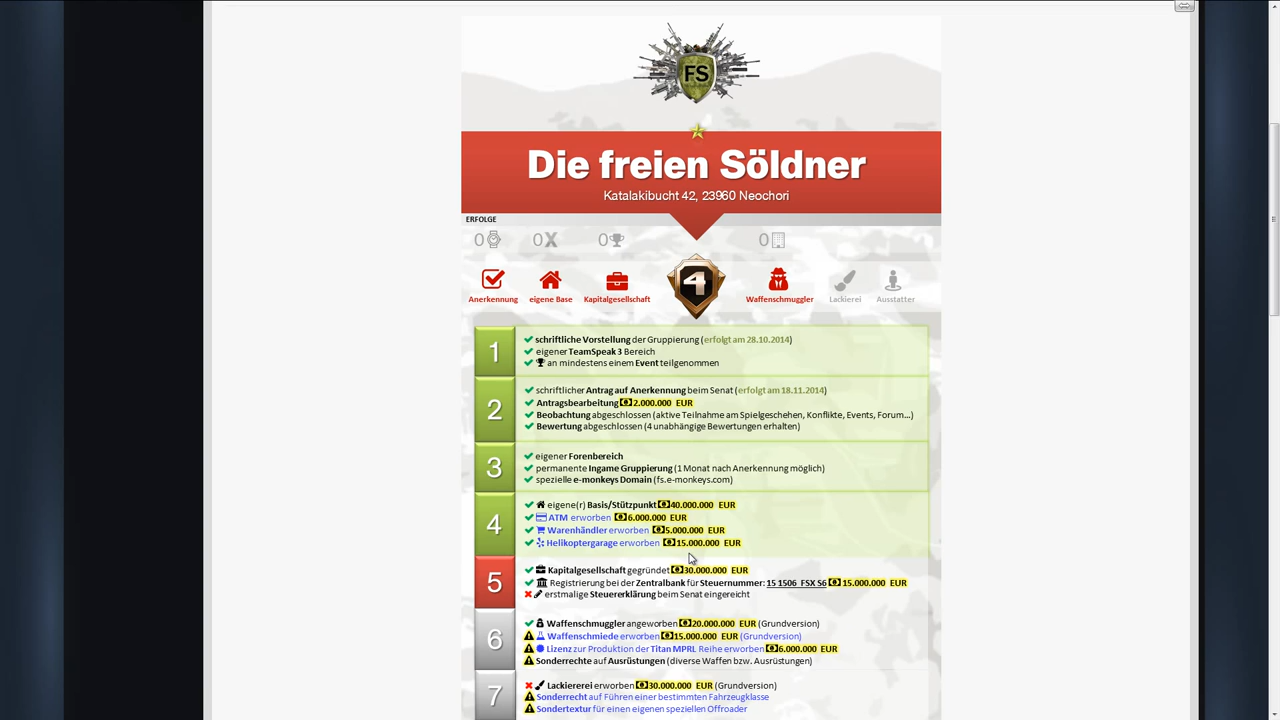 FS
Die freien Söldner
Katalakibucht 42, 23960 Neochori
ERFOLGE
0 0 0 0
4
Anerkennung eigene Base Kapitalgesellschaft Waffenschmuggler Lackierei Ausstatter
1
schriftliche Vorstellung der Gruppierung (erfolgt am 28.10.2014)
eigener TeamSpeak 3 Bereich
an mindestens einem Event teilgenommen
2
schriftlicher Antrag auf Anerkennung beim Senat (erfolgt am 18.11.2014)
Antragsbearbeitung 2.000.000 EUR
Beobachtung abgeschlossen (aktive Teilnahme am Spielgeschehen, Konflikte, Events, Forum...)
Bewertung abgeschlossen (4 unabhängige Bewertungen erhalten)
3
eigener Forenbereich
permanente Ingame Gruppierung (1 Monat nach Anerkennung möglich)
spezielle e-monkeys Domain (fs.e-monkeys.com)
4
eigene(r) Basis/Stützpunkt 40.000.000 EUR
ATM erworben 6.000.000 EUR
Warenhändler erworben 5.000.000 EUR
Helikoptergarage erworben 15.000.000 EUR
5
Kapitalgesellschaft gegründet 30.000.000 EUR
Registrierung bei der Zentralbank für Steuernummer: 15 1506 FSX S6 15.000.000 EUR
erstmalige Steuererklärung beim Senat eingereicht
6
Waffenschmuggler angeworben 20.000.000 EUR (Grundversion)
Waffenschmiede erworben 15.000.000 EUR (Grundversion)
Lizenz zur Produktion der Titan MPRL Reihe erworben 6.000.000 EUR
Sonderrechte auf Ausrüstungen (diverse Waffen bzw. Ausrüstungen)
7
Lackiererei erworben 30.000.000 EUR (Grundversion)
Sonderrecht auf Führen einer bestimmten Fahrzeugklasse
Sondertextur für einen eigenen speziellen Offroader